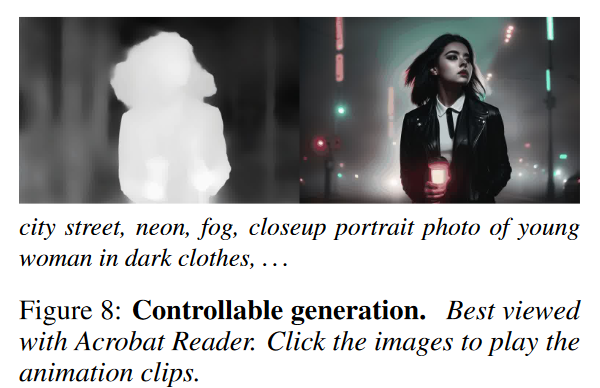 city street, neon, fog, closeup portrait photo of young
woman in dark clothes, . . .
Figure 8: Controllable generation. Best viewed
with Acrobat Reader. Click the images to play the
animation clips.